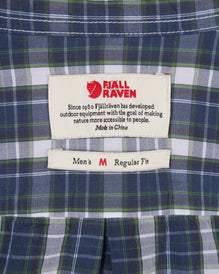 FJÄLL
RÄVEN
Since 1960 Fjällräven has developed
outdoor equipment with the goal of making
nature more accessible to people.
Made in China
Men's M Regular Fit